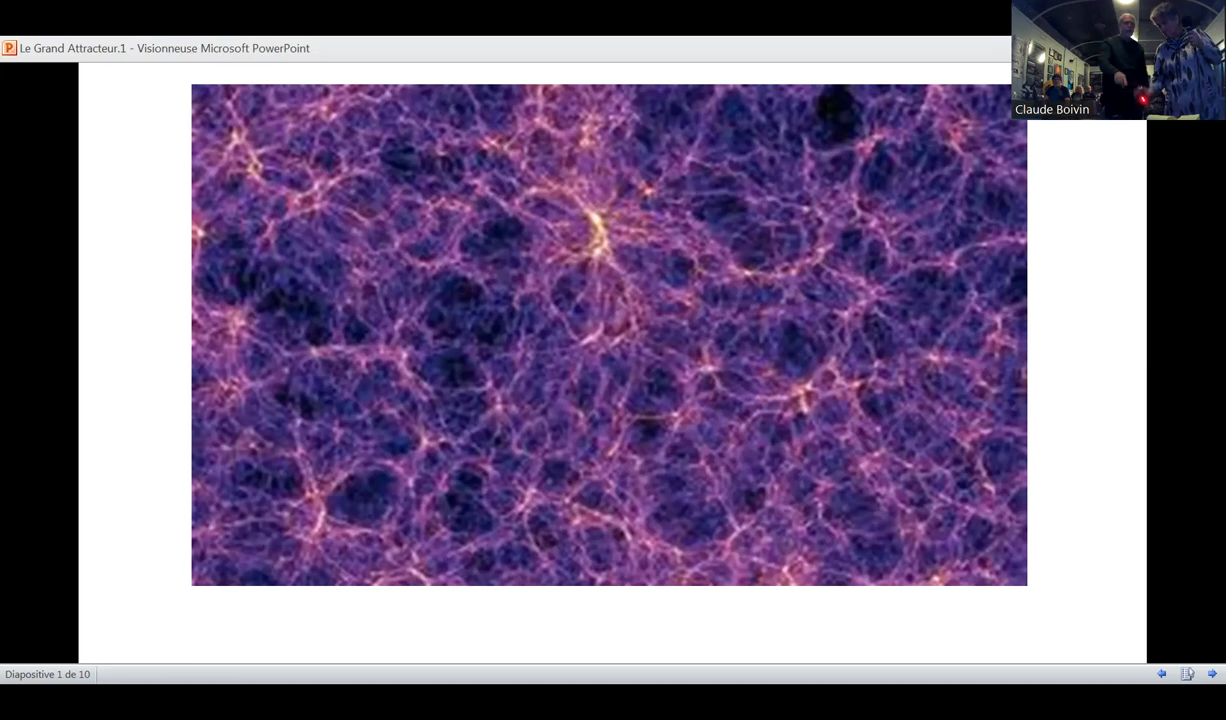 Le Grand Attracteur.1 - Visionneuse Microsoft PowerPoint
Claude Boivin
Diapositive 1 de 10